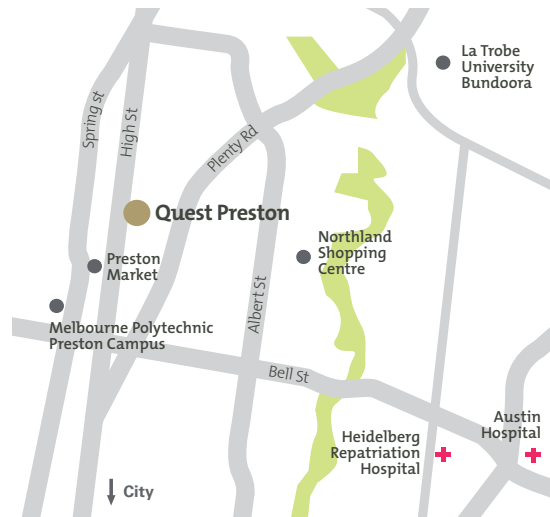 La Trobe
University
Bundoora
Spring st
High St
Plenty Rd
Quest Preston
Northland
Shopping
Centre
Preston
Market
Albert St
Melbourne Polytechnic
Preston Campus
Bell St
Austin
Hospital
Heidelberg
Repatriation
Hospital
City